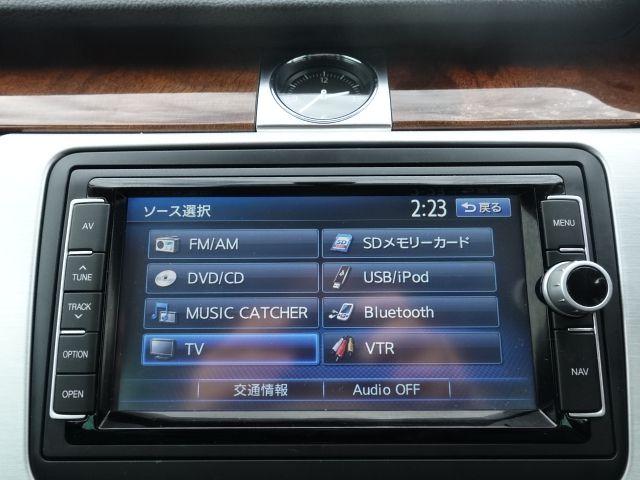 12
ソース選択
2:23
戻る
FM/AM
SDメモリーカード
DVD/CD
USB/iPod
MUSIC CATCHER
Bluetooth
TV
VTR
交通情報
Audio OFF
AV
TUNE
TRACK
OPTION
OPEN
MENU
NAV